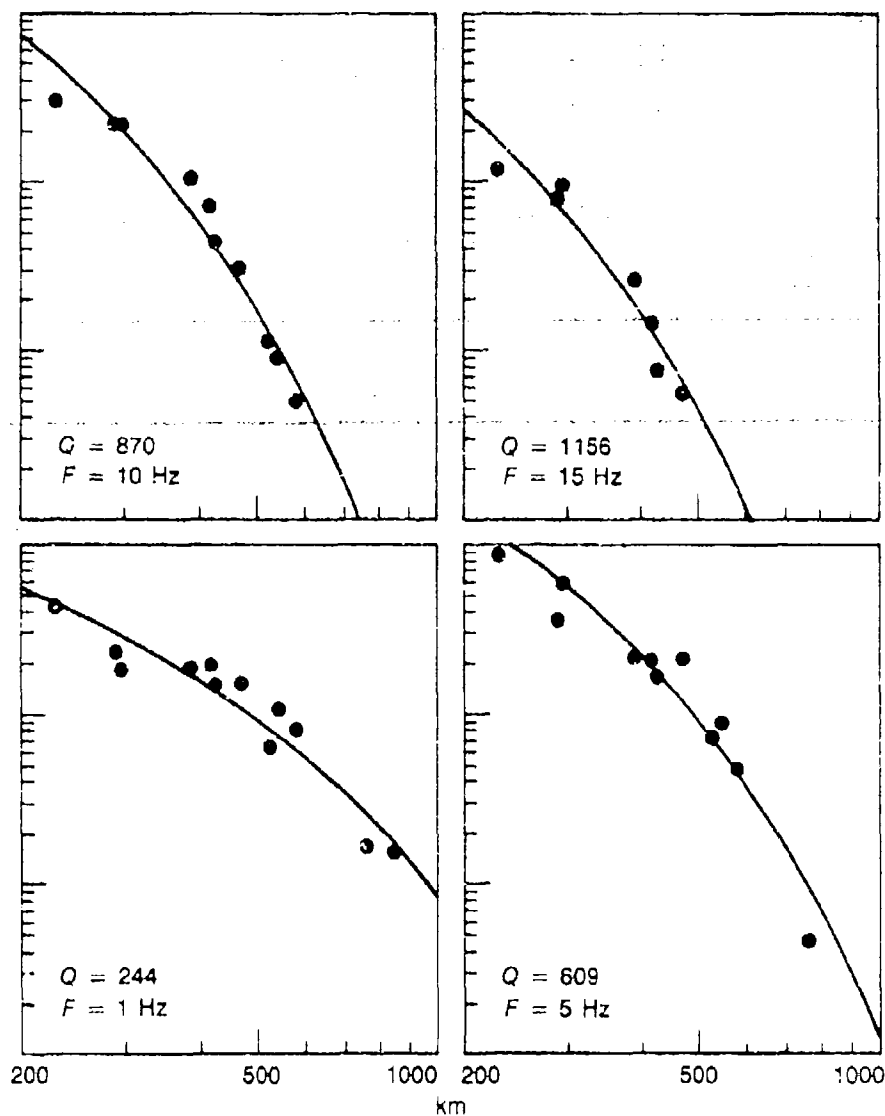 Q = 870
F = 10 Hz
Q = 1156
F = 15 Hz
Q = 244
F = 1 Hz
Q = 609
F = 5 Hz
200 500 1000 200 500 1000
km